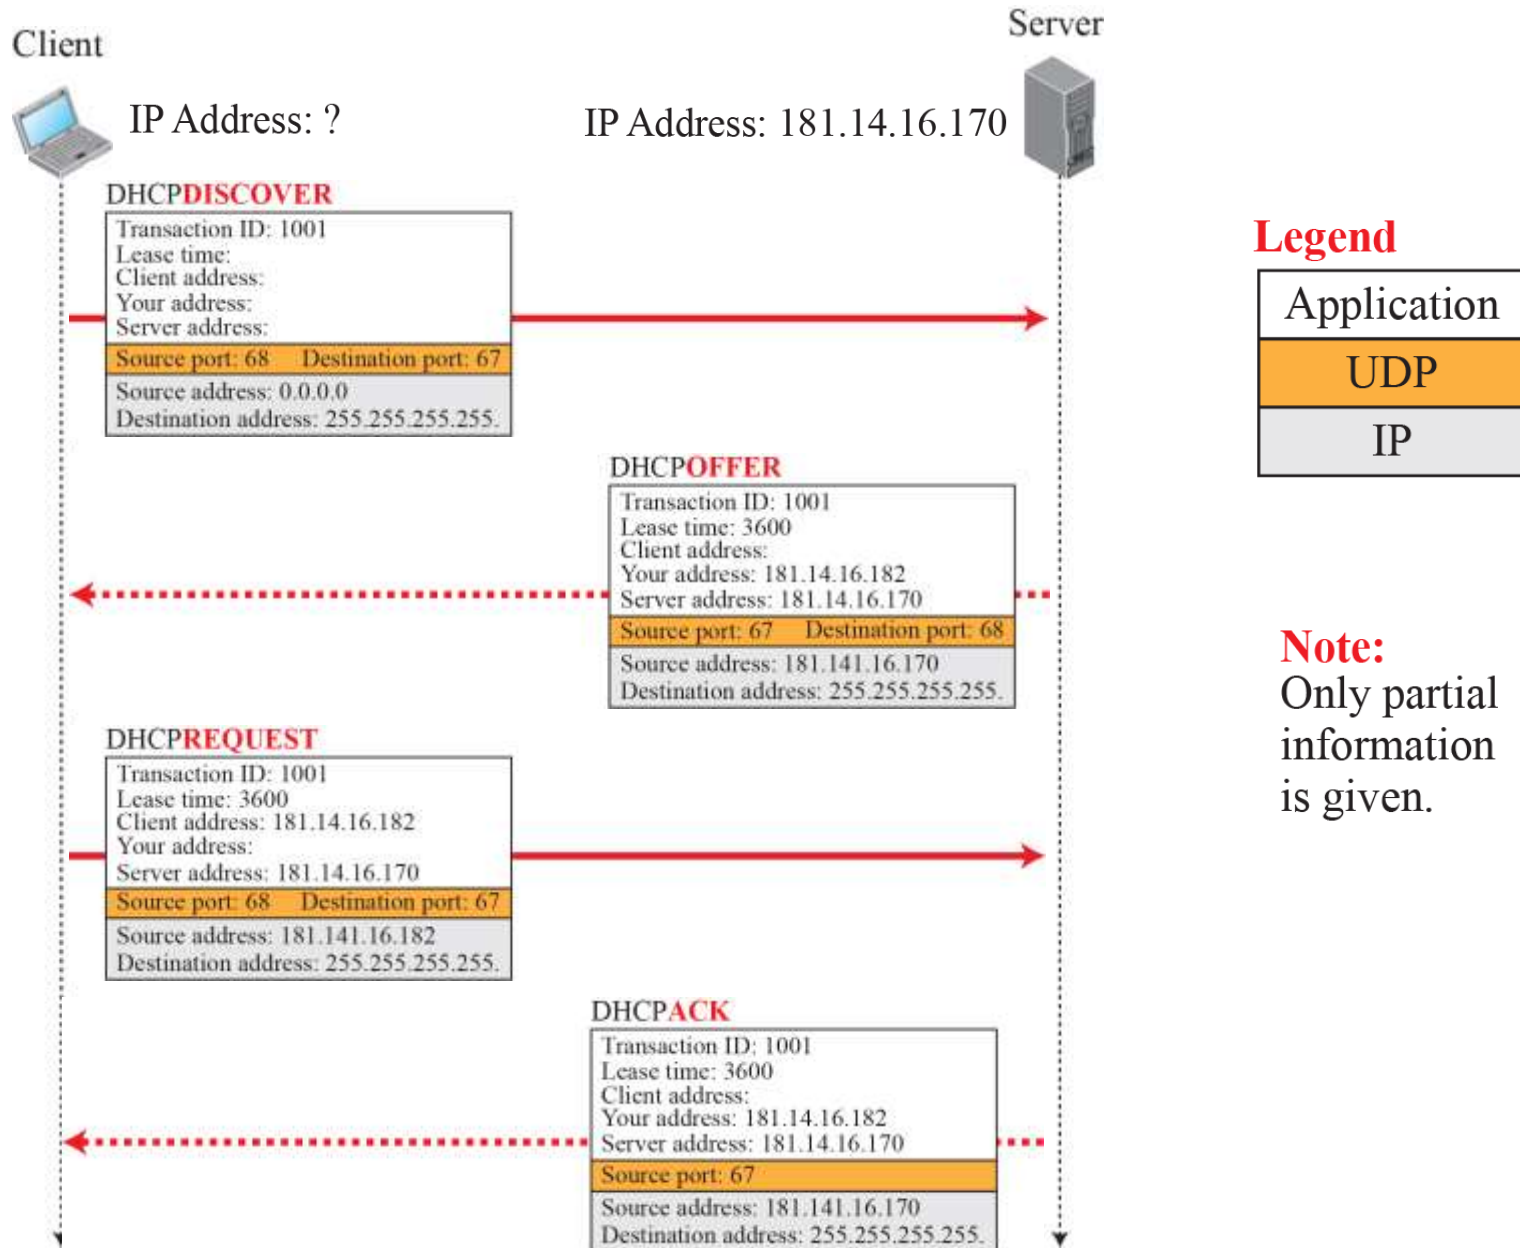 Client
Server
IP Address: ?
IP Address: 181.14.16.170
DHCPDISCOVER
Transaction ID: 1001
Lease time:
Client address:
Your address:
Server address:
Source port: 68 Destination port: 67
Source address: 0.0.0.0
Destination address: 255.255.255.255.
Legend
Application
UDP
IP
DHCPOFFER
Transaction ID: 1001
Lease time: 3600
Client address:
Your address: 181.14.16.182
Server address: 181.14.16.170
Source port: 67 Destination port: 68
Source address: 181.141.16.170
Destination address: 255.255.255.255.
Note:
Only partial
information
is given.
DHCPREQUEST
Transaction ID: 1001
Lease time: 3600
Client address: 181.14.16.182
Your address:
Server address: 181.14.16.170
Source port: 68 Destination port: 67
Source address: 181.141.16.182
Destination address: 255.255.255.255.
DHCPACK
Transaction ID: 1001
Lease time: 3600
Client address:
Your address: 181.14.16.182
Server address: 181.14.16.170
Source port: 67
Source address: 181.141.16.170
Destination address: 255.255.255.255.